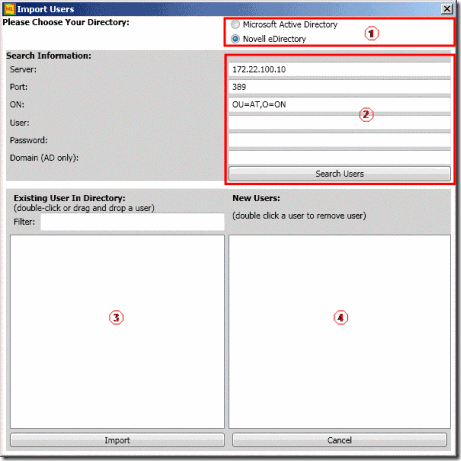 ML Import Users
Please Choose Your Directory:
Microsoft Active Directory
Novell eDirectory
1
Search Information:
Server: 172.22.100.10
Port: 389
ON: OU=AT,O=ON
2
User:
Password:
Domain (AD only):
Search Users
Existing User In Directory:
(double-click or drag and drop a user)
Filter:
New Users:
(double click a user to remove user)
3
4
Import
Cancel